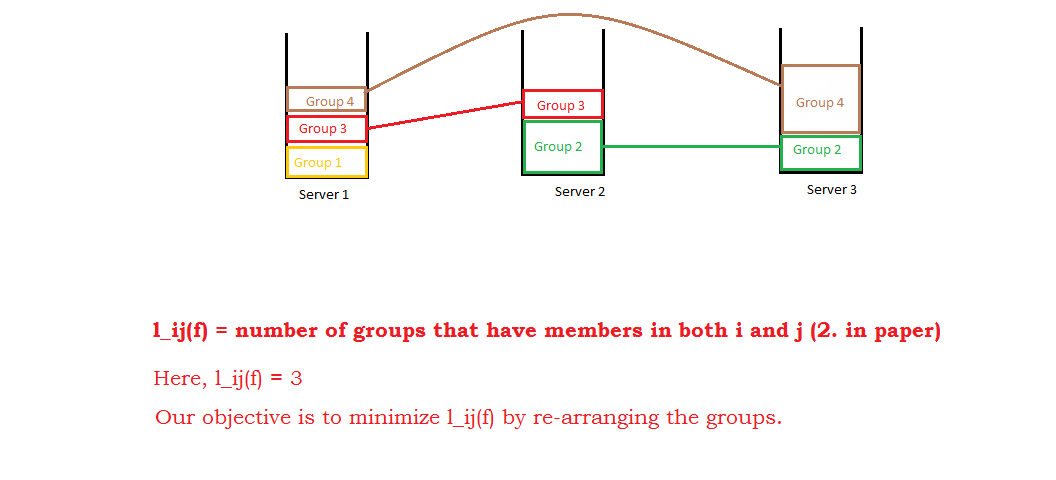 Group 4
Group 3
Group 1
Server 1
Group 3
Group 2
Server 2
Group 4
Group 2
Server 3
l_ij(f) = number of groups that have members in both i and j (2. in paper)
Here, l_ij(f) = 3
Our objective is to minimize l_ij(f) by re-arranging the groups.